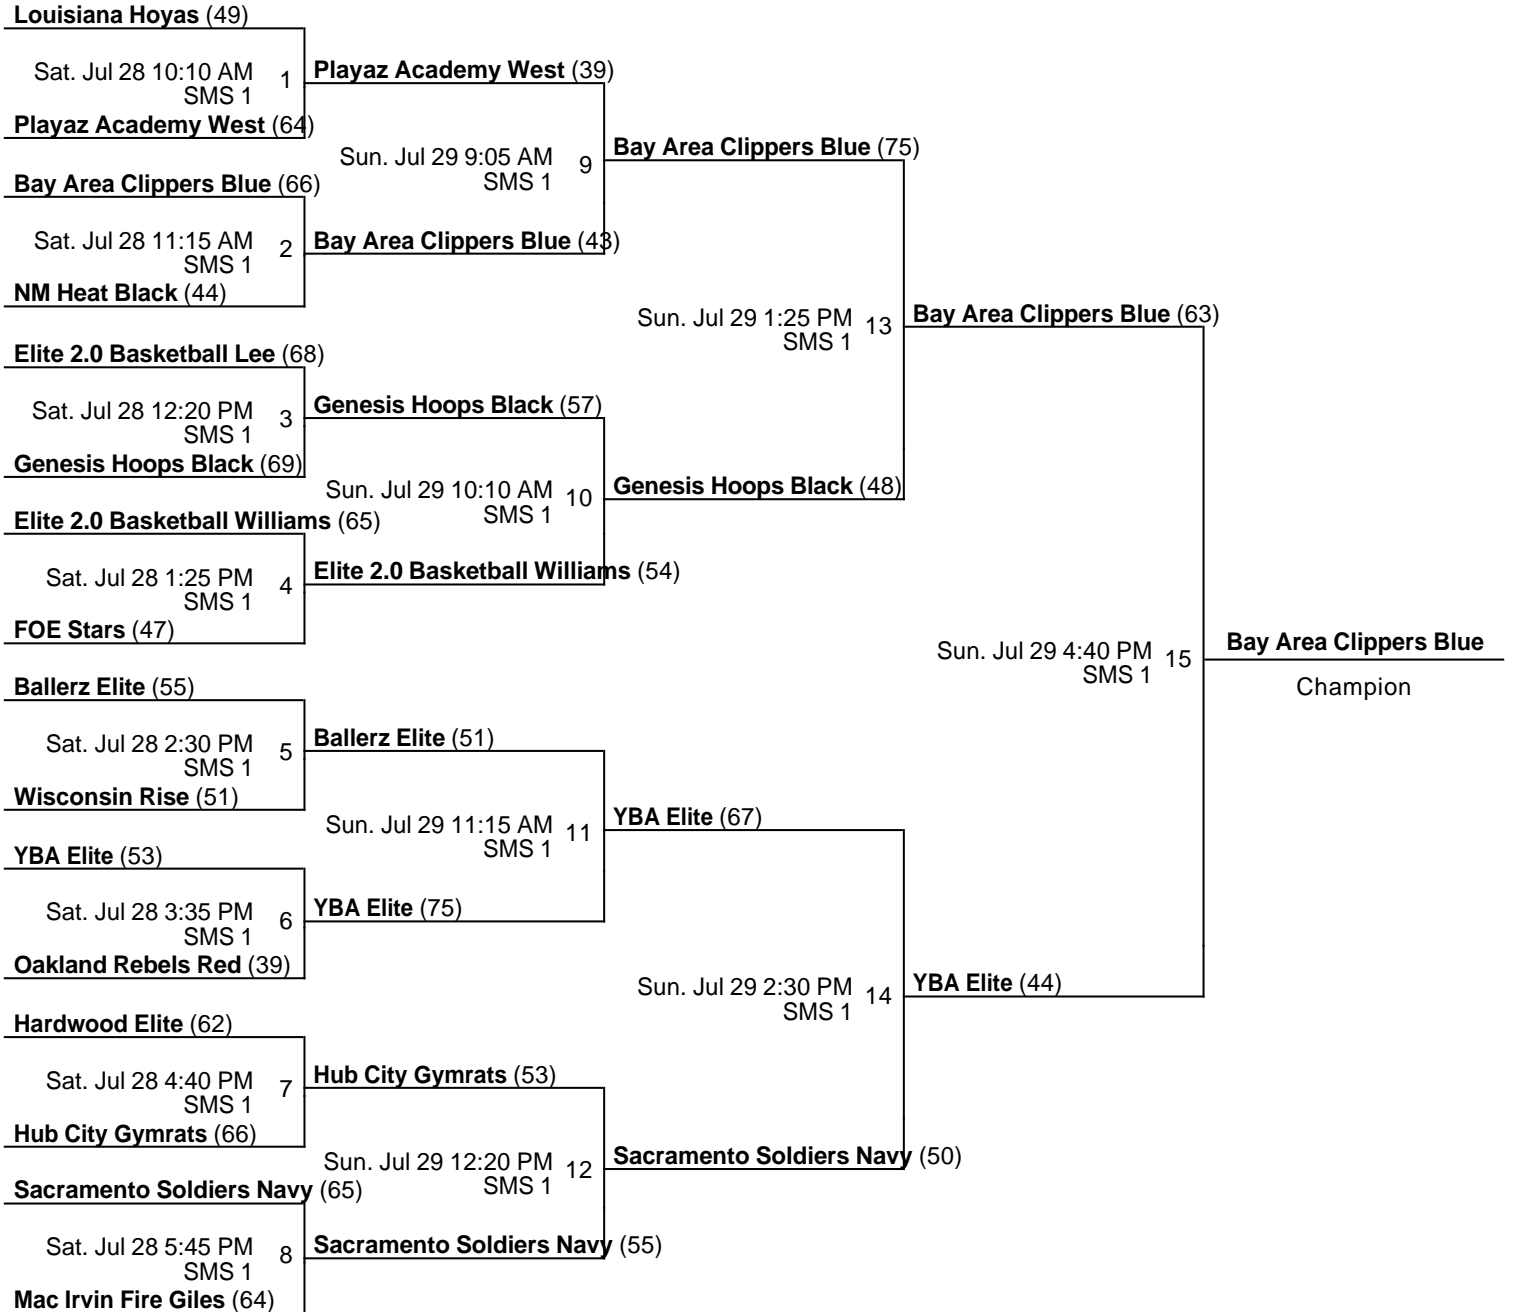 Louisiana Hoyas (49)
Sat. Jul 28 10:10 AM 1
SMS 1
Playaz Academy West (64)
Bay Area Clippers Blue (66)
Sat. Jul 28 11:15 AM 2
SMS 1
NM Heat Black (44)
Elite 2.0 Basketball Lee (68)
Sat. Jul 28 12:20 PM 3
SMS 1
Genesis Hoops Black (69)
Elite 2.0 Basketball Williams (65)
Sat. Jul 28 1:25 PM 4
SMS 1
FOE Stars (47)
Ballerz Elite (55)
Sat. Jul 28 2:30 PM 5
SMS 1
Wisconsin Rise (51)
YBA Elite (53)
Sat. Jul 28 3:35 PM 6
SMS 1
Oakland Rebels Red (39)
Hardwood Elite (62)
Sat. Jul 28 4:40 PM 7
SMS 1
Hub City Gymrats (66)
Sacramento Soldiers Navy (65)
Sat. Jul 28 5:45 PM 8
SMS 1
Mac Irvin Fire Giles (64)
Playaz Academy West (39)
Sun. Jul 29 9:05 AM 9
SMS 1
Bay Area Clippers Blue (43)
Genesis Hoops Black (57)
Sun. Jul 29 10:10 AM 10
SMS 1
Elite 2.0 Basketball Williams (54)
Ballerz Elite (51)
Sun. Jul 29 11:15 AM 11
SMS 1
YBA Elite (75)
Hub City Gymrats (53)
Sun. Jul 29 12:20 PM 12
SMS 1
Sacramento Soldiers Navy (55)
Bay Area Clippers Blue (75)
Sun. Jul 29 1:25 PM 13
SMS 1
Genesis Hoops Black (48)
YBA Elite (67)
Sun. Jul 29 2:30 PM 14
SMS 1
Sacramento Soldiers Navy (50)
Bay Area Clippers Blue (63)
Sun. Jul 29 4:40 PM 15
SMS 1
YBA Elite (44)
Bay Area Clippers Blue
Champion